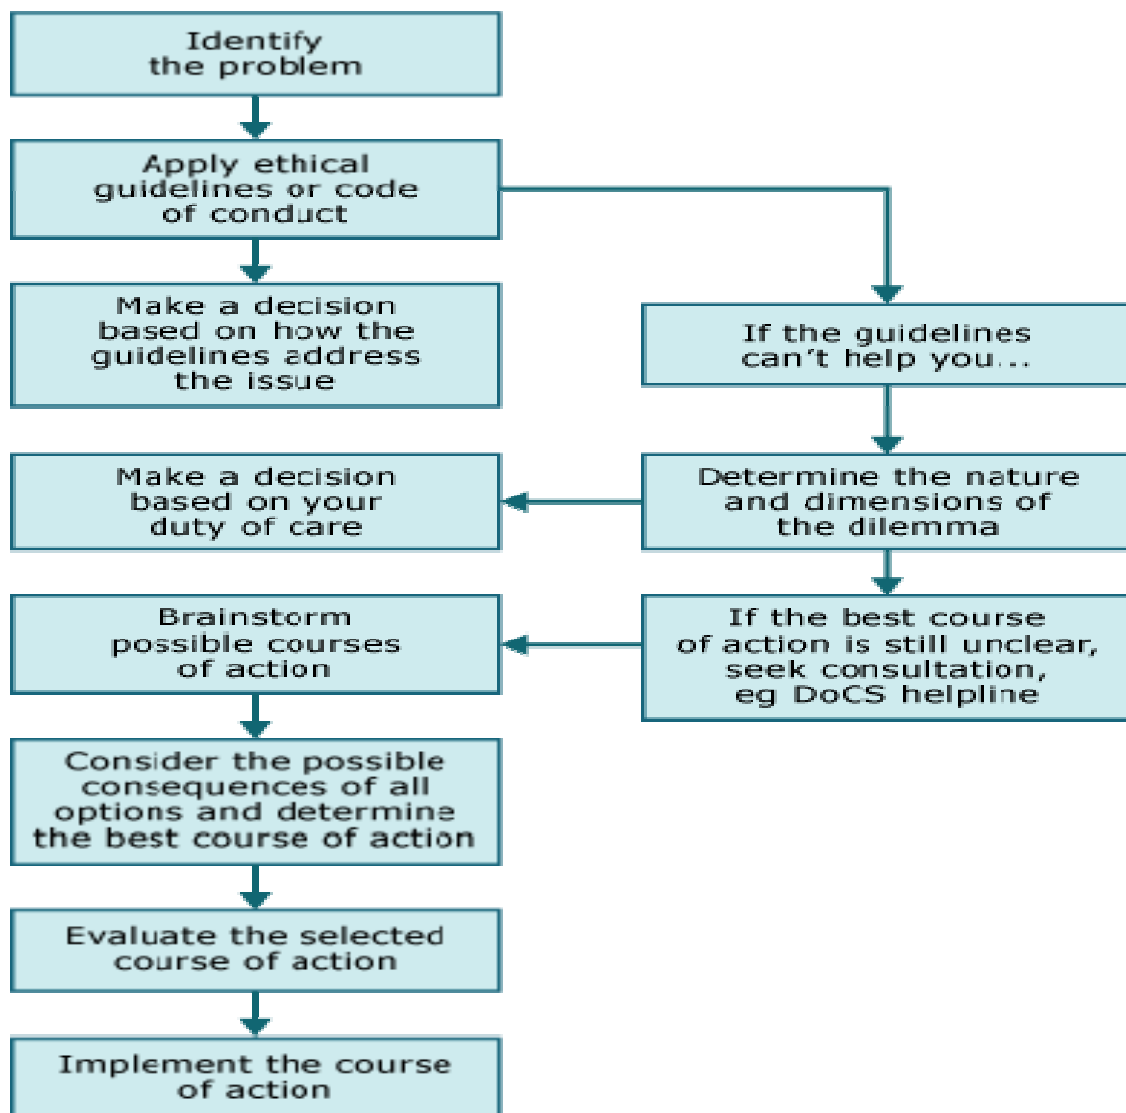 Identify
the problem
Apply ethical
guidelines or code
of conduct
Make a decision
based on how the
guidelines address
the issue
If the guidelines
can't help you...
Determine the nature
and dimensions of
the dilemma
Make a decision
based on your
duty of care
If the best course
of action is still unclear,
seek consultation,
eg DoCS helpline
Brainstorm
possible courses
of action
Consider the possible
consequences of all
options and determine
the best course of action
Evaluate the selected
course of action
Implement the course
of action